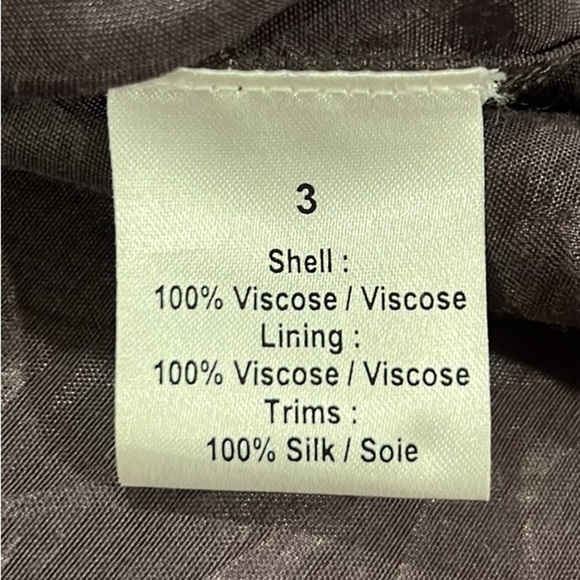 3
Shell :
100% Viscose / Viscose
Lining :
100% Viscose / Viscose
Trims :
100% Silk / Soie